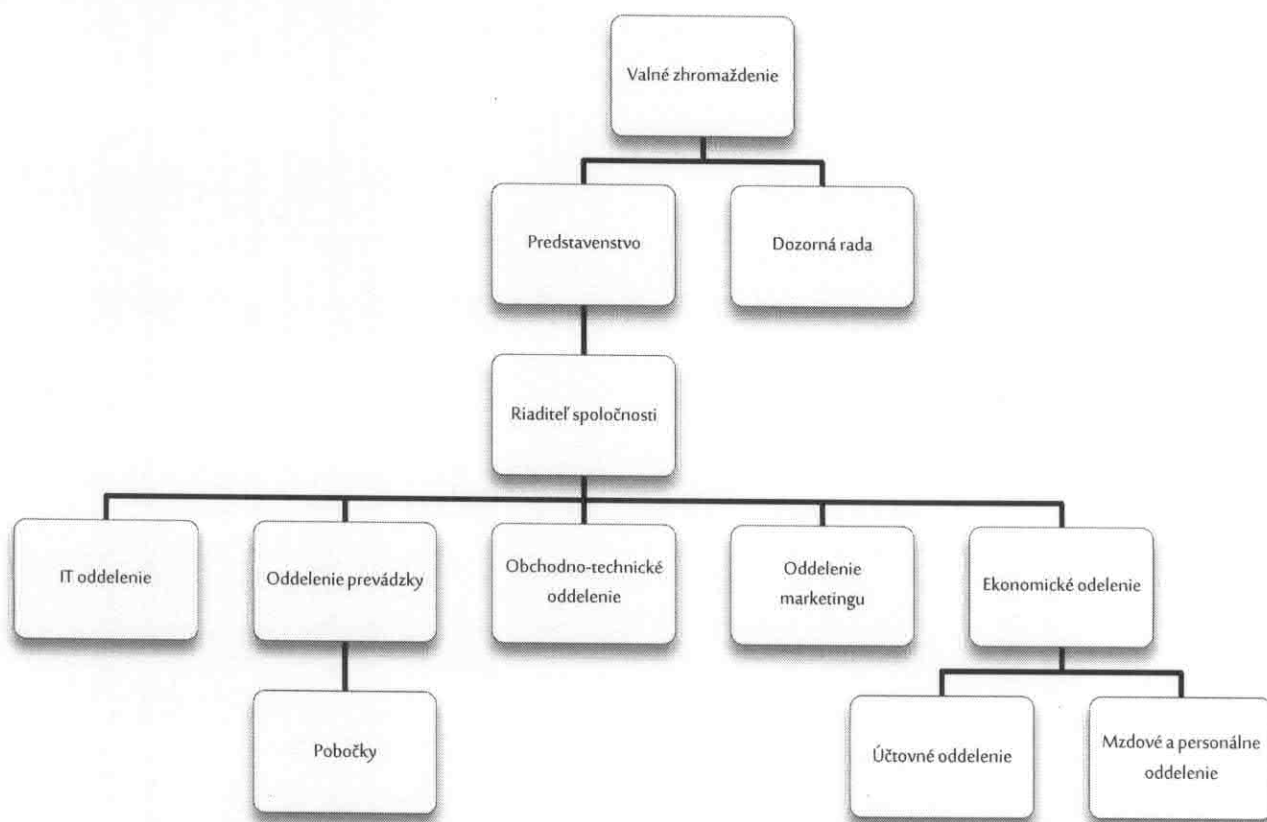 Valné zhromaždenie
Predstavenstvo
Dozorná rada
Riaditeľ spoločnosti
IT oddelenie
Oddelenie prevádzky
Obchodno-technické
oddelenie
Oddelenie
marketingu
Ekonomické odelenie
Pobočky
Účtovné oddelenie
Mzdové a personálne
oddelenie